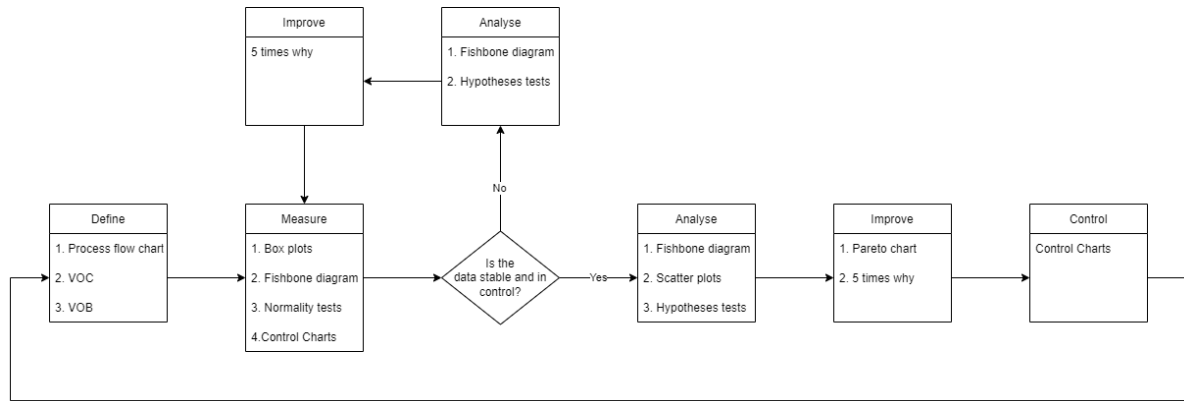 Improve
5 times why
Analyse
1. Fishbone diagram
2. Hypotheses tests
No
Define
1. Process flow chart
2. VOC
3. VOB
Measure
1. Box plots
2. Fishbone diagram
3. Normality tests
4.Control Charts
Is the
data stable and in
control?
Yes
Analyse
1. Fishbone diagram
2. Scatter plots
3. Hypotheses tests
Improve
1. Pareto chart
2. 5 times why
Control
Control Charts